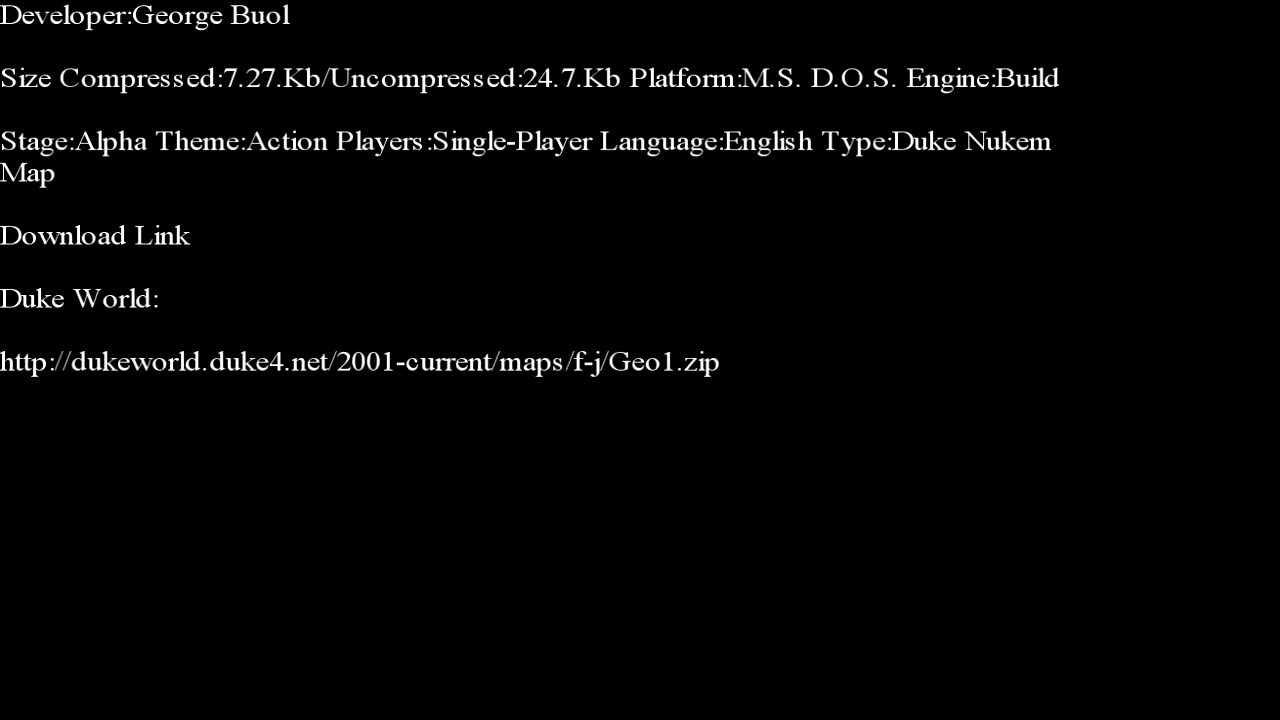 Developer:George Buol
Size Compressed:7.27.Kb/Uncompressed:24.7.Kb Platform:M.S. D.O.S. Engine:Build
Stage:Alpha Theme:Action Players:Single-Player Language:English Type:Duke Nukem
Map
Download Link
Duke World:
http://dukeworld.duke4.net/2001-current/maps/f-j/Geo1.zip